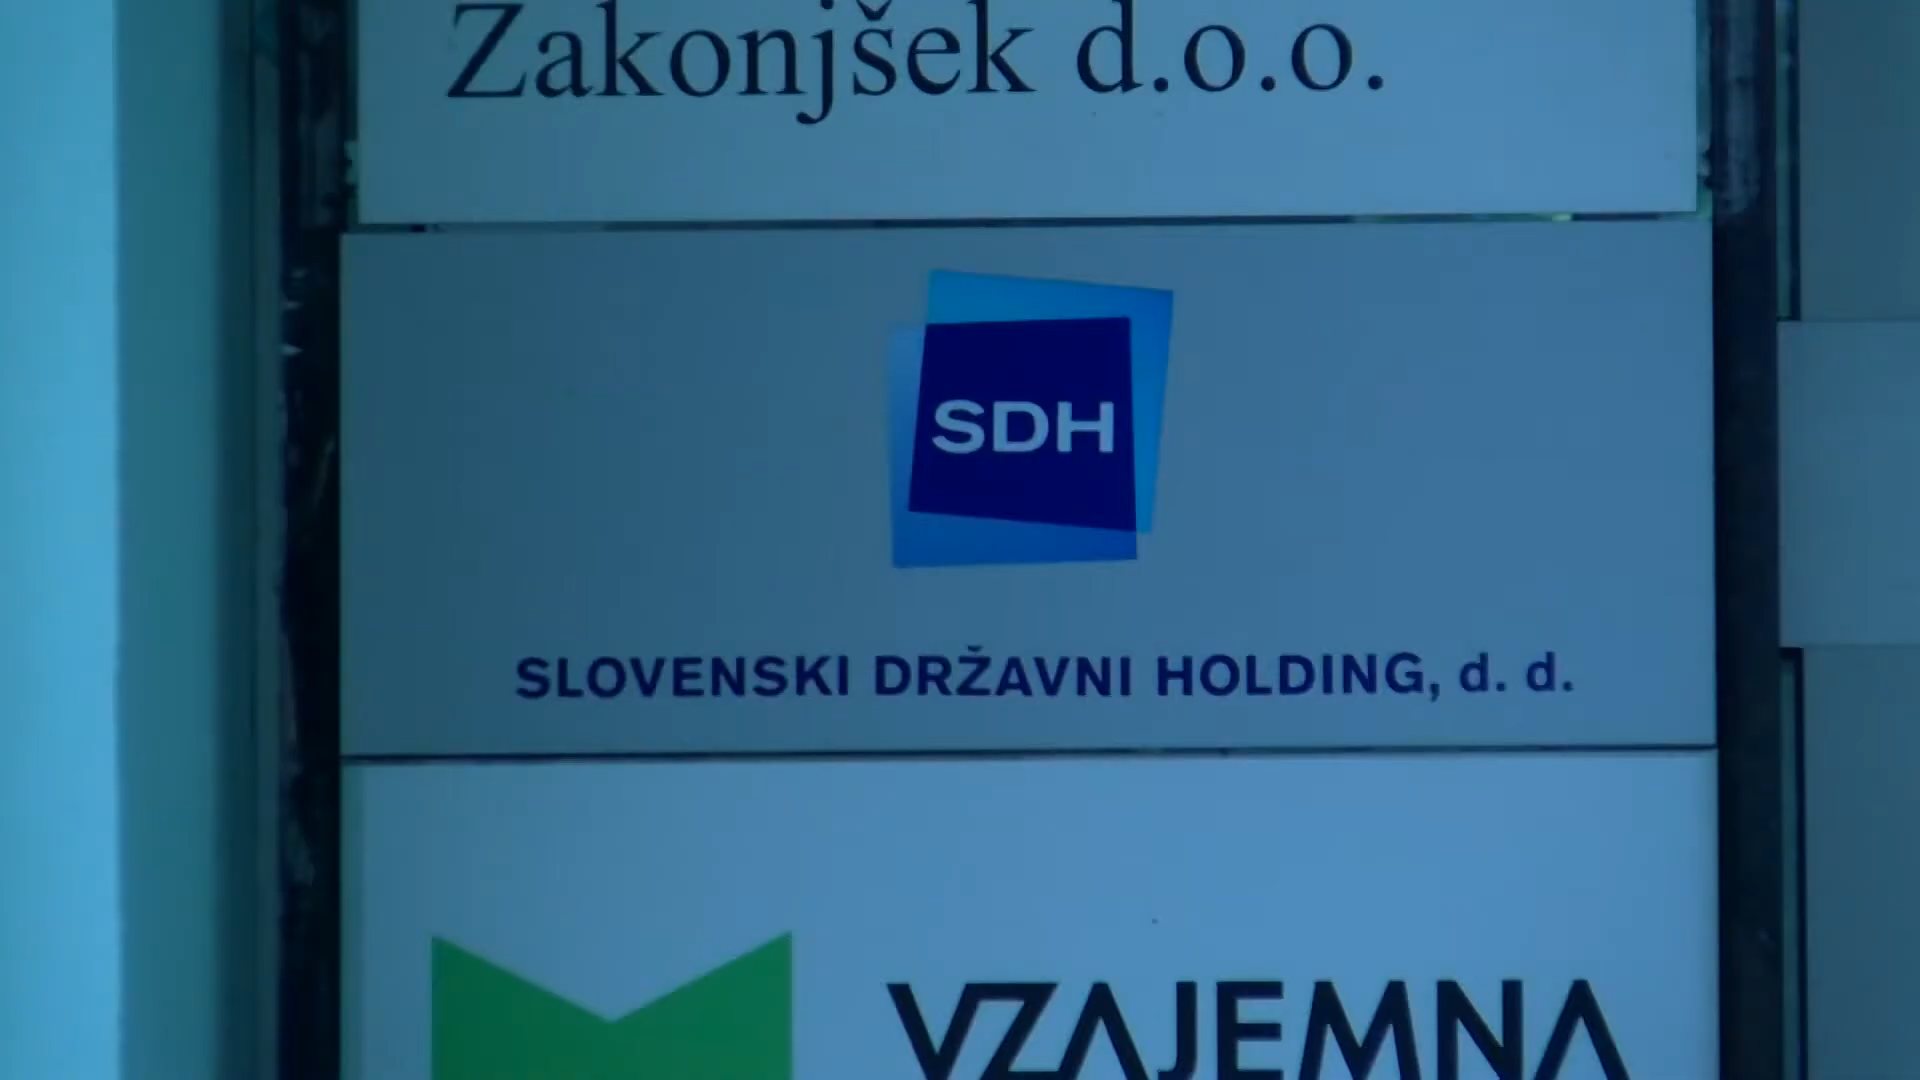 Zakonjšek d.o.o.
SDH
SLOVENSKI DRŽAVNI HOLDING, d. d.
VZAJEMNA